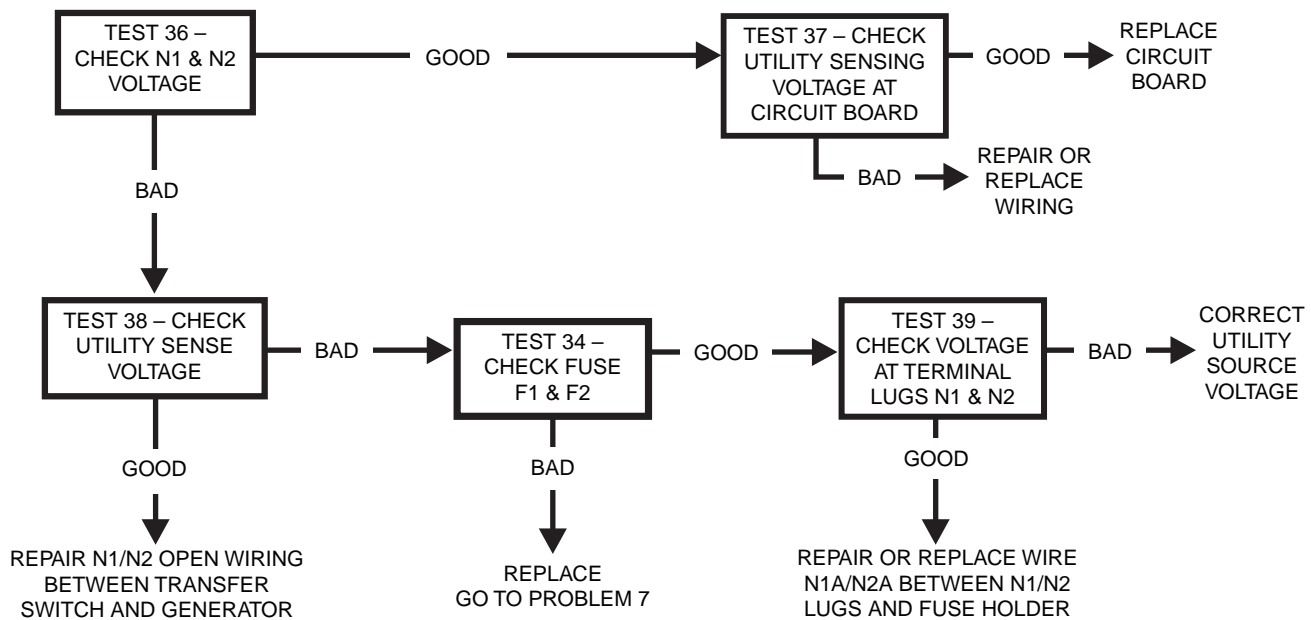 TEST 36 –
CHECK N1 & N2
VOLTAGE
GOOD
TEST 37 – CHECK
UTILITY SENSING
VOLTAGE AT
CIRCUIT BOARD
GOOD
REPLACE
CIRCUIT
BOARD
BAD
REPAIR OR
REPLACE
WIRING
BAD
TEST 38 – CHECK
UTILITY SENSE
VOLTAGE
BAD
TEST 34 –
CHECK FUSE
F1 & F2
GOOD
TEST 39 –
CHECK VOLTAGE
AT TERMINAL
LUGS N1 & N2
BAD
CORRECT
UTILITY
SOURCE
VOLTAGE
GOOD
REPAIR N1/N2 OPEN WIRING
BETWEEN TRANSFER
SWITCH AND GENERATOR
BAD
REPLACE
GO TO PROBLEM 7
GOOD
REPAIR OR REPLACE WIRE
N1A/N2A BETWEEN N1/N2
LUGS AND FUSE HOLDER